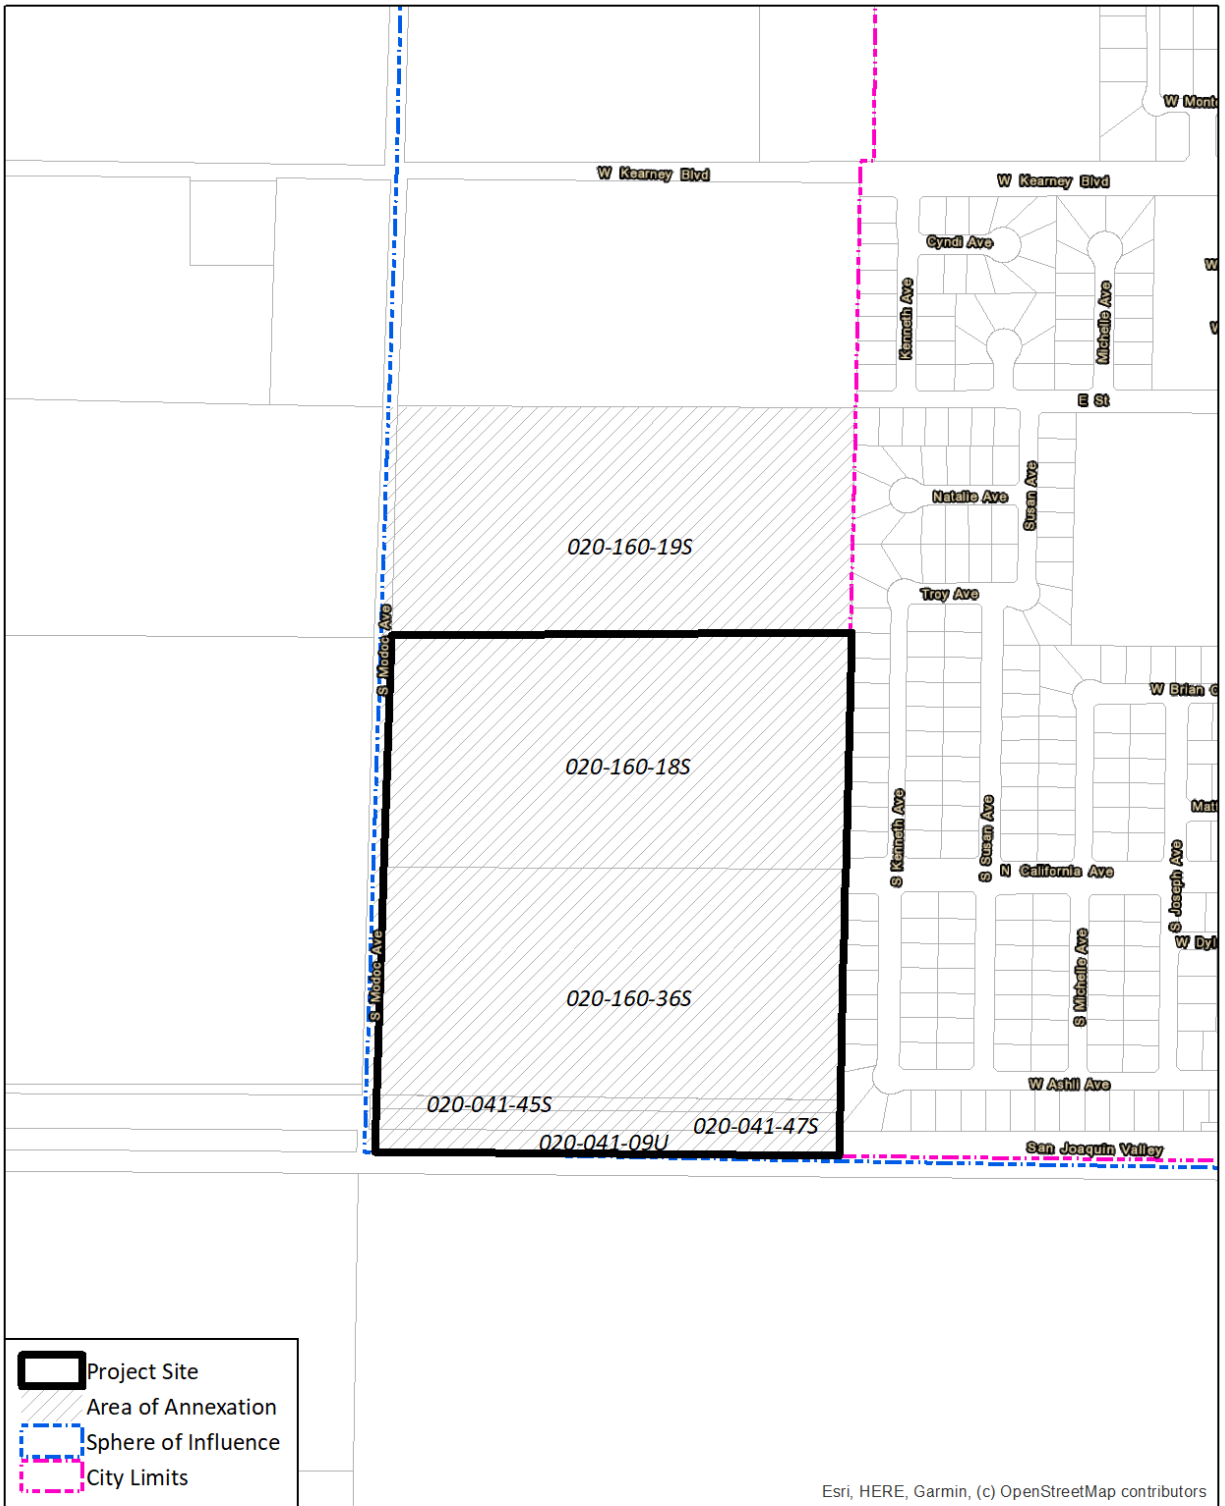 W Mont
W Kearney Blvd
W Kearney Blvd
Cyndi Ave
W
Kenneth Ave
Michelle Ave
E St
Susan Ave
Natalie Ave
020-160-19S
Troy Ave
S Modoc Ave
W Brian C
020-160-18S
S Kenneth Ave
S Susan Ave
Matt
N California Ave
S Joseph Ave
S Modoc Ave
S Michelle Ave
W Dyl
020-160-36S
W Ashli Ave
020-041-45S
020-041-47S
020-041-09U
San Joaquin Valley
Project Site
Area of Annexation
Sphere of Influence
City Limits
Esri, HERE, Garmin, (c) OpenStreetMap contributors